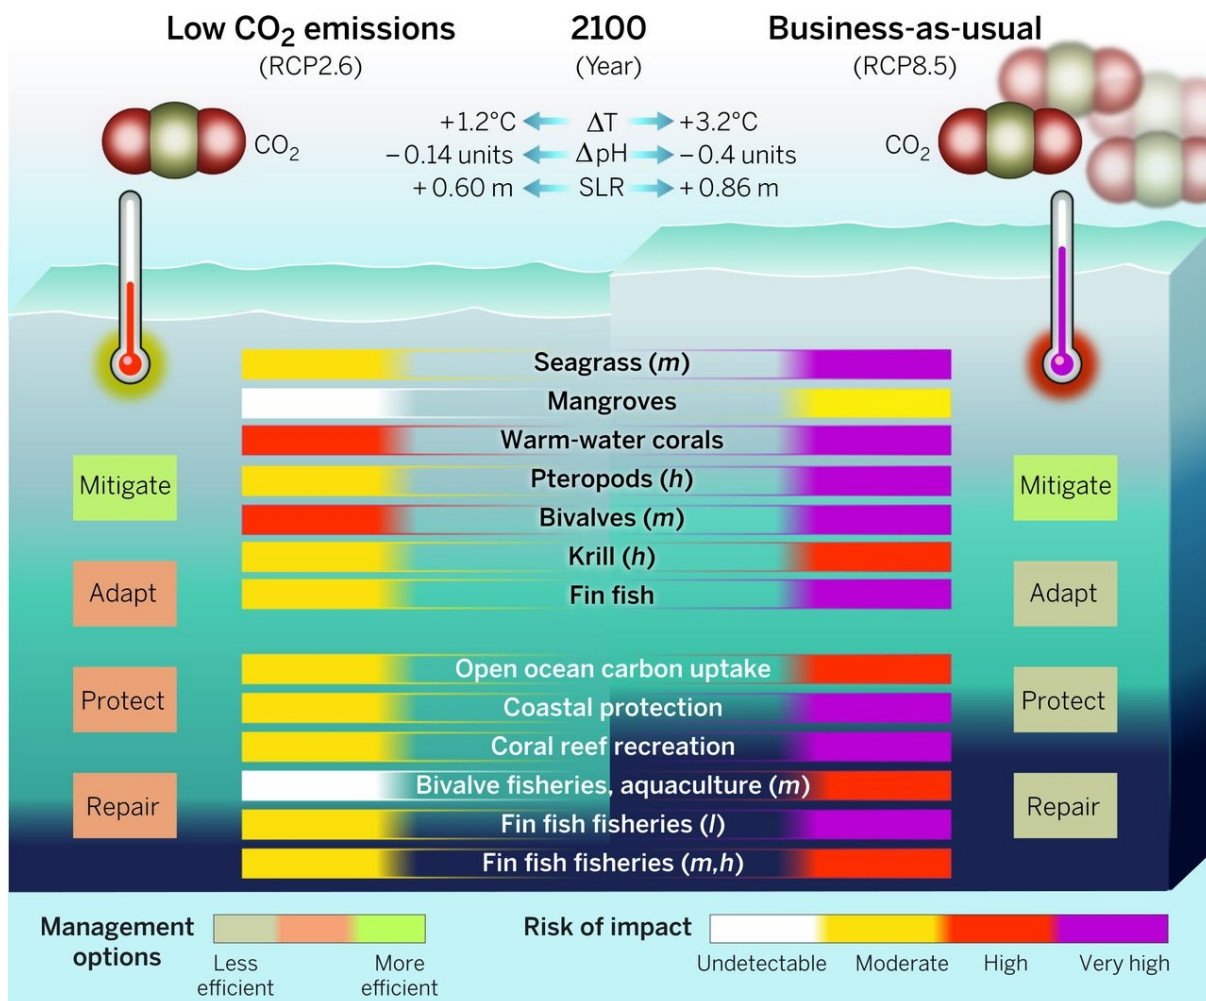 Low CO₂ emissions 2100 Business-as-usual
(RCP2.6) (Year) (RCP8.5)
+1.2°C ΔT +3.2°C
CO₂ −0.14 units ΔpH −0.4 units CO₂
+0.60 m SLR +0.86 m
Seagrass (m)
Mangroves
Warm-water corals
Mitigate Pteropods (h) Mitigate
Bivalves (m)
Krill (h)
Adapt Fin fish Adapt
Open ocean carbon uptake
Protect Coastal protection Protect
Coral reef recreation
Bivalve fisheries, aquaculture (m)
Repair Fin fish fisheries (l) Repair
Fin fish fisheries (m,h)
Management options
Less efficient
More efficient
Risk of impact
Undetectable Moderate High Very high